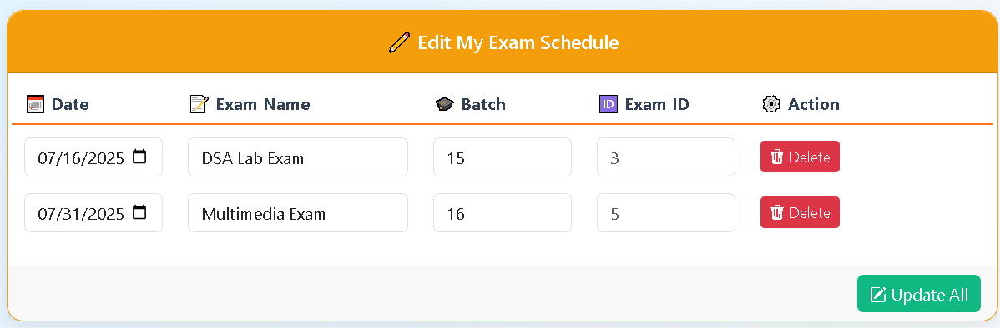 Edit My Exam Schedule
Date Exam Name Batch Exam ID Action
07/16/2025 DSA Lab Exam 15 3 Delete
07/31/2025 Multimedia Exam 16 5 Delete
Update All